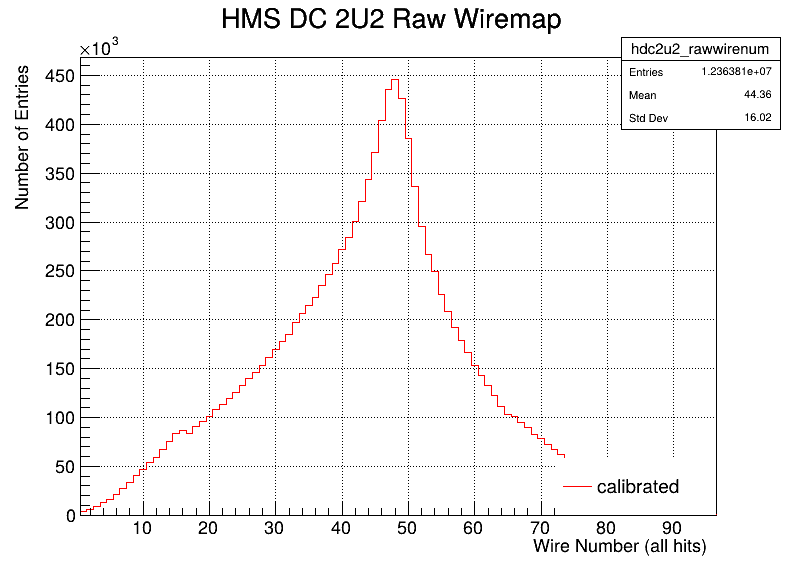 HMS DC 2U2 Raw Wiremap
×10³
hdc2u2_rawwirenum
Entries 1.236381e+07
Mean 44.36
Std Dev 16.02
Number of Entries
450
400
350
300
250
200
150
100
50
0
calibrated
10 20 30 40 50 60 70 80 90
Wire Number (all hits)